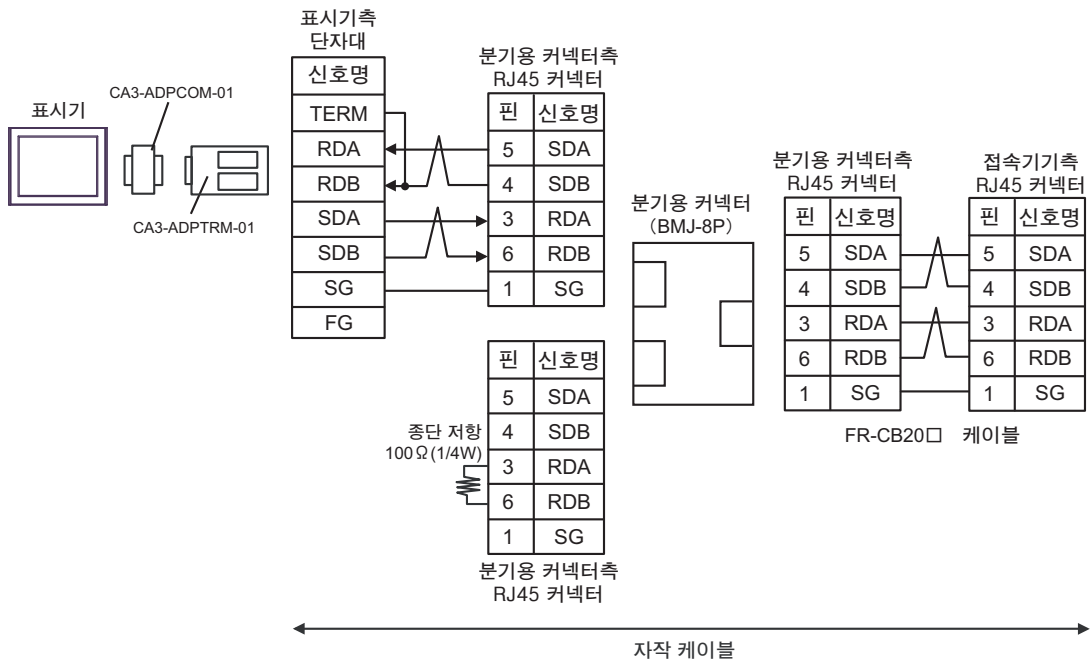 표시기
CA3-ADPCOM-01
CA3-ADPTRM-01
표시기측
단자대
신호명
TERM
RDA
RDB
SDA
SDB
SG
FG
분기용 커넥터측
RJ45 커넥터
핀 신호명
5 SDA
4 SDB
3 RDA
6 RDB
1 SG
종단 저항
100Ω(1/4W)
핀 신호명
5 SDA
4 SDB
3 RDA
6 RDB
1 SG
분기용 커넥터측
RJ45 커넥터
분기용 커넥터
(BMJ-8P)
분기용 커넥터측
RJ45 커넥터
핀 신호명
5 SDA
4 SDB
3 RDA
6 RDB
1 SG
접속기기측
RJ45 커넥터
핀 신호명
5 SDA
4 SDB
3 RDA
6 RDB
1 SG
FR-CB20□ 케이블
자작 케이블